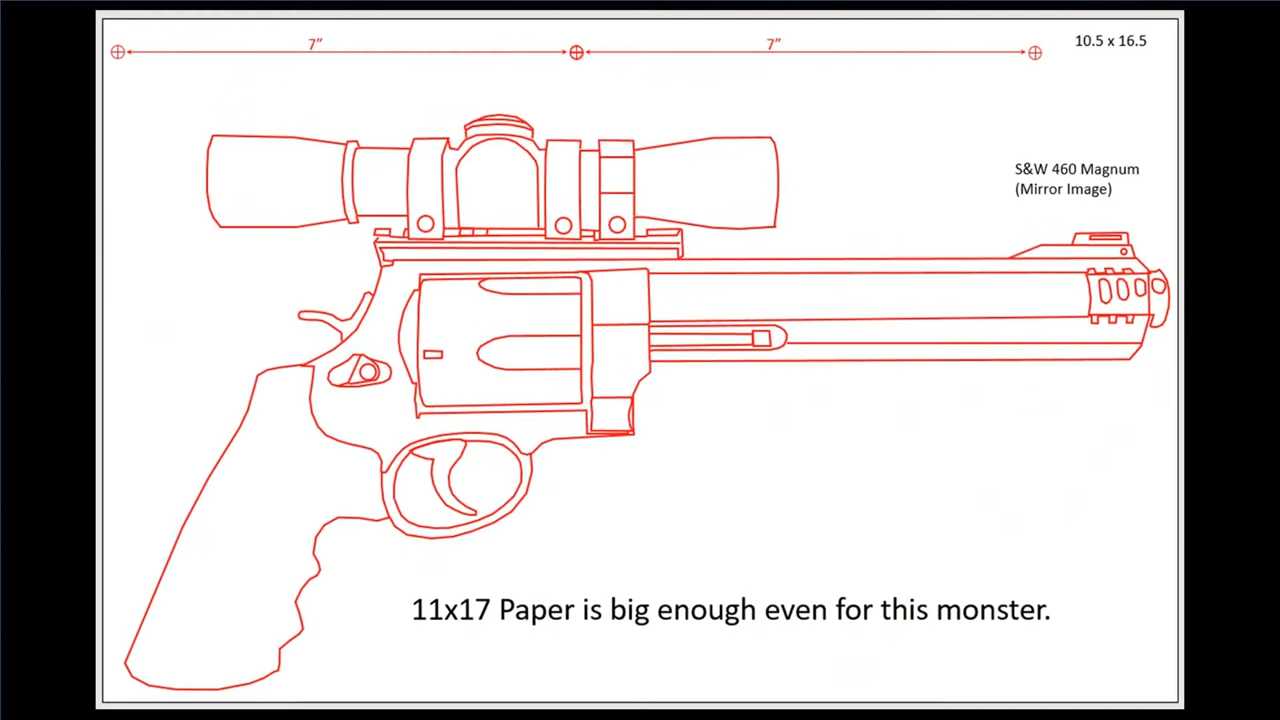 7” 7” 10.5 x 16.5
S&W 460 Magnum
(Mirror Image)
11x17 Paper is big enough even for this monster.